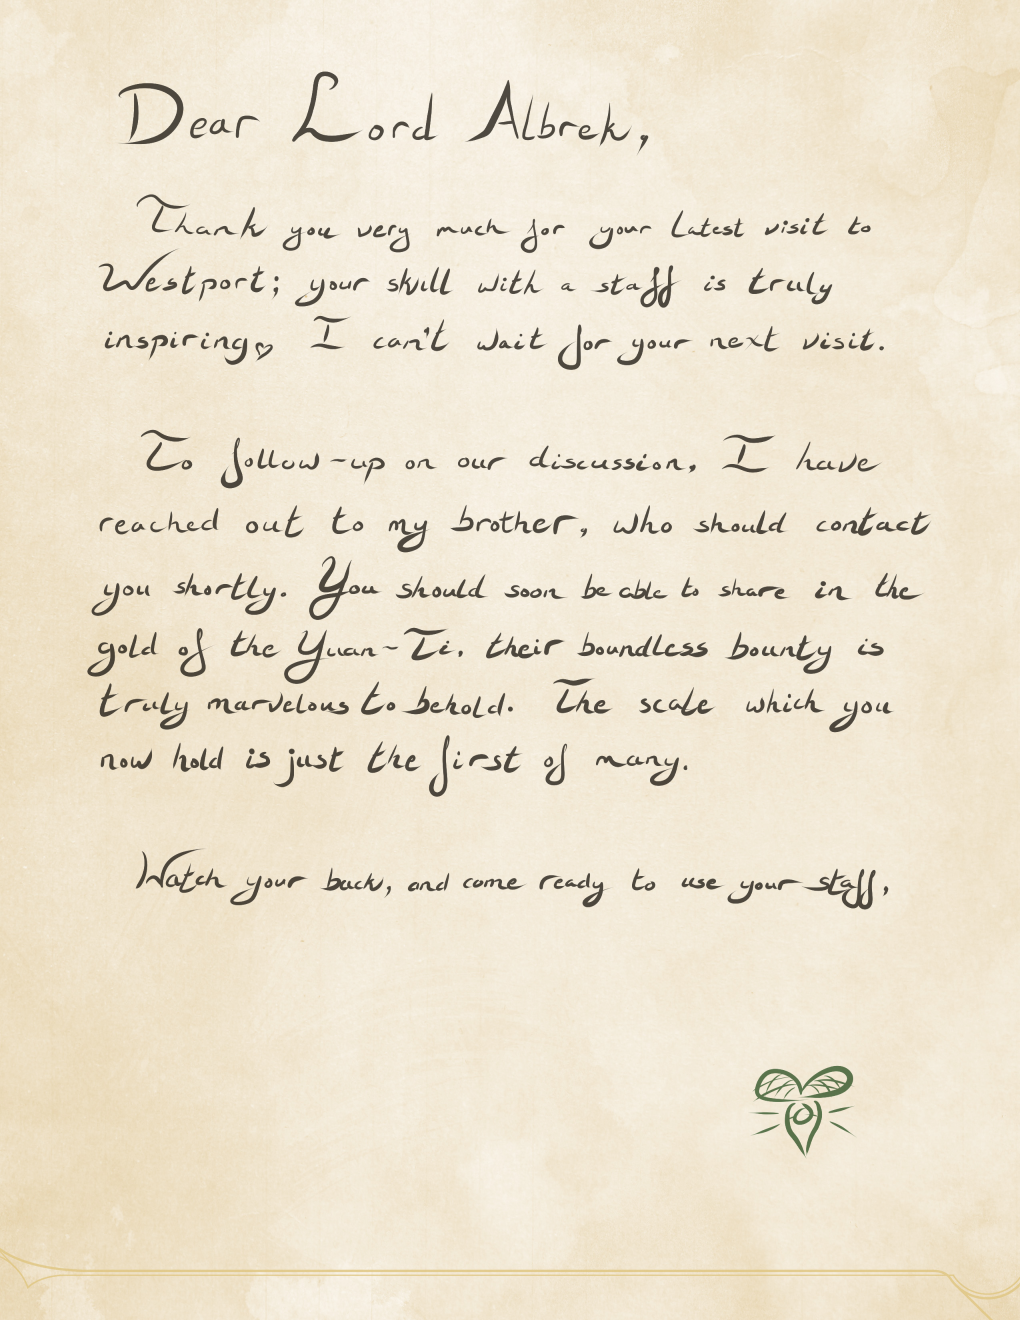 Dear Lord Albrek,
Thank you very much for your latest visit to
Westport; your skill with a staff is truly
inspiring♡ I can't wait for your next visit.
To follow-up on our discussion, I have
reached out to my brother, who should contact
you shortly. You should soon be able to share in the
gold of the Yuan-Ti, their boundless bounty is
truly marvelous to behold. The scale which you
now hold is just the first of many.
Watch your back, and come ready to use your staff,